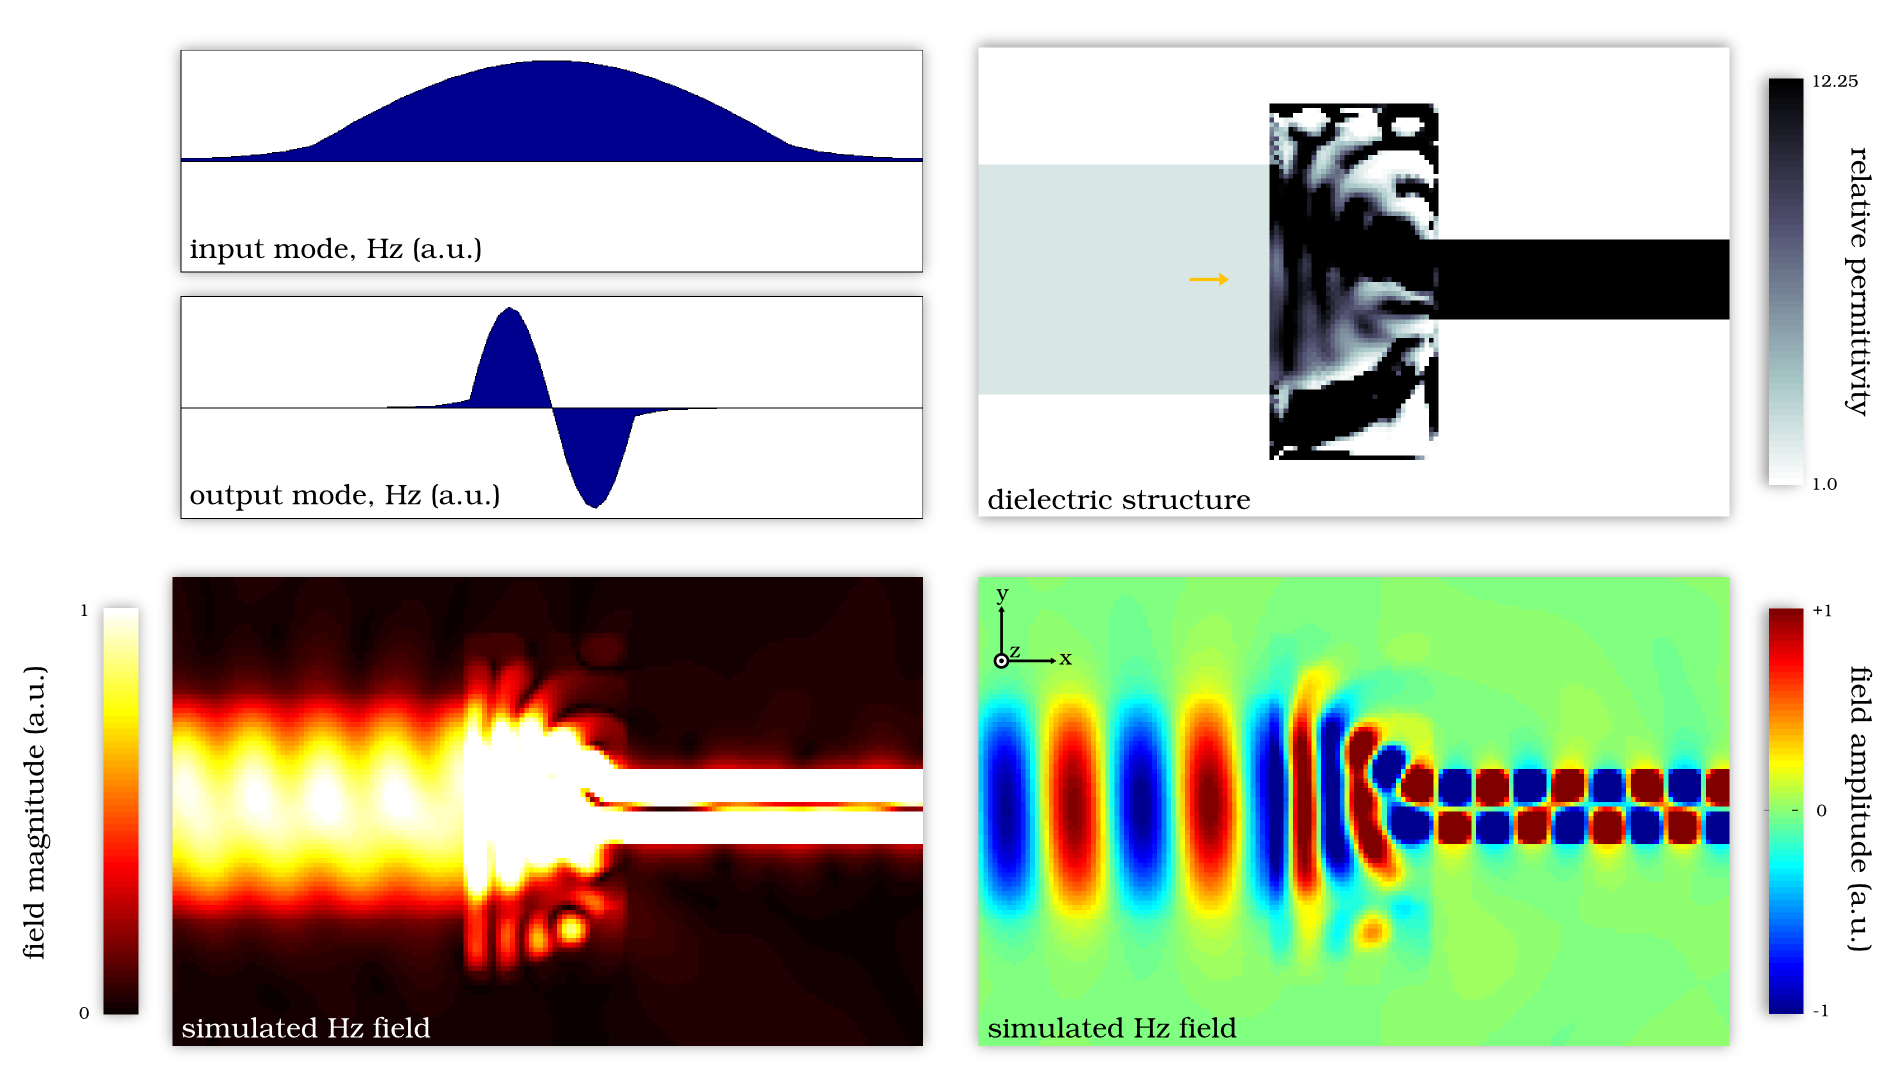 input mode, Hz (a.u.)
output mode, Hz (a.u.)
dielectric structure
12.25
relative permittivity
1.0
1
field magnitude (a.u.)
0
simulated Hz field
y
z
x
simulated Hz field
+1
field amplitude (a.u.)
0
-1